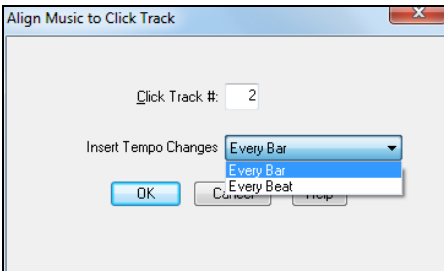 Align Music to Click Track
Click Track #: 2
Insert Tempo Changes Every Bar
Every Bar
Every Beat
OK Cancel Help